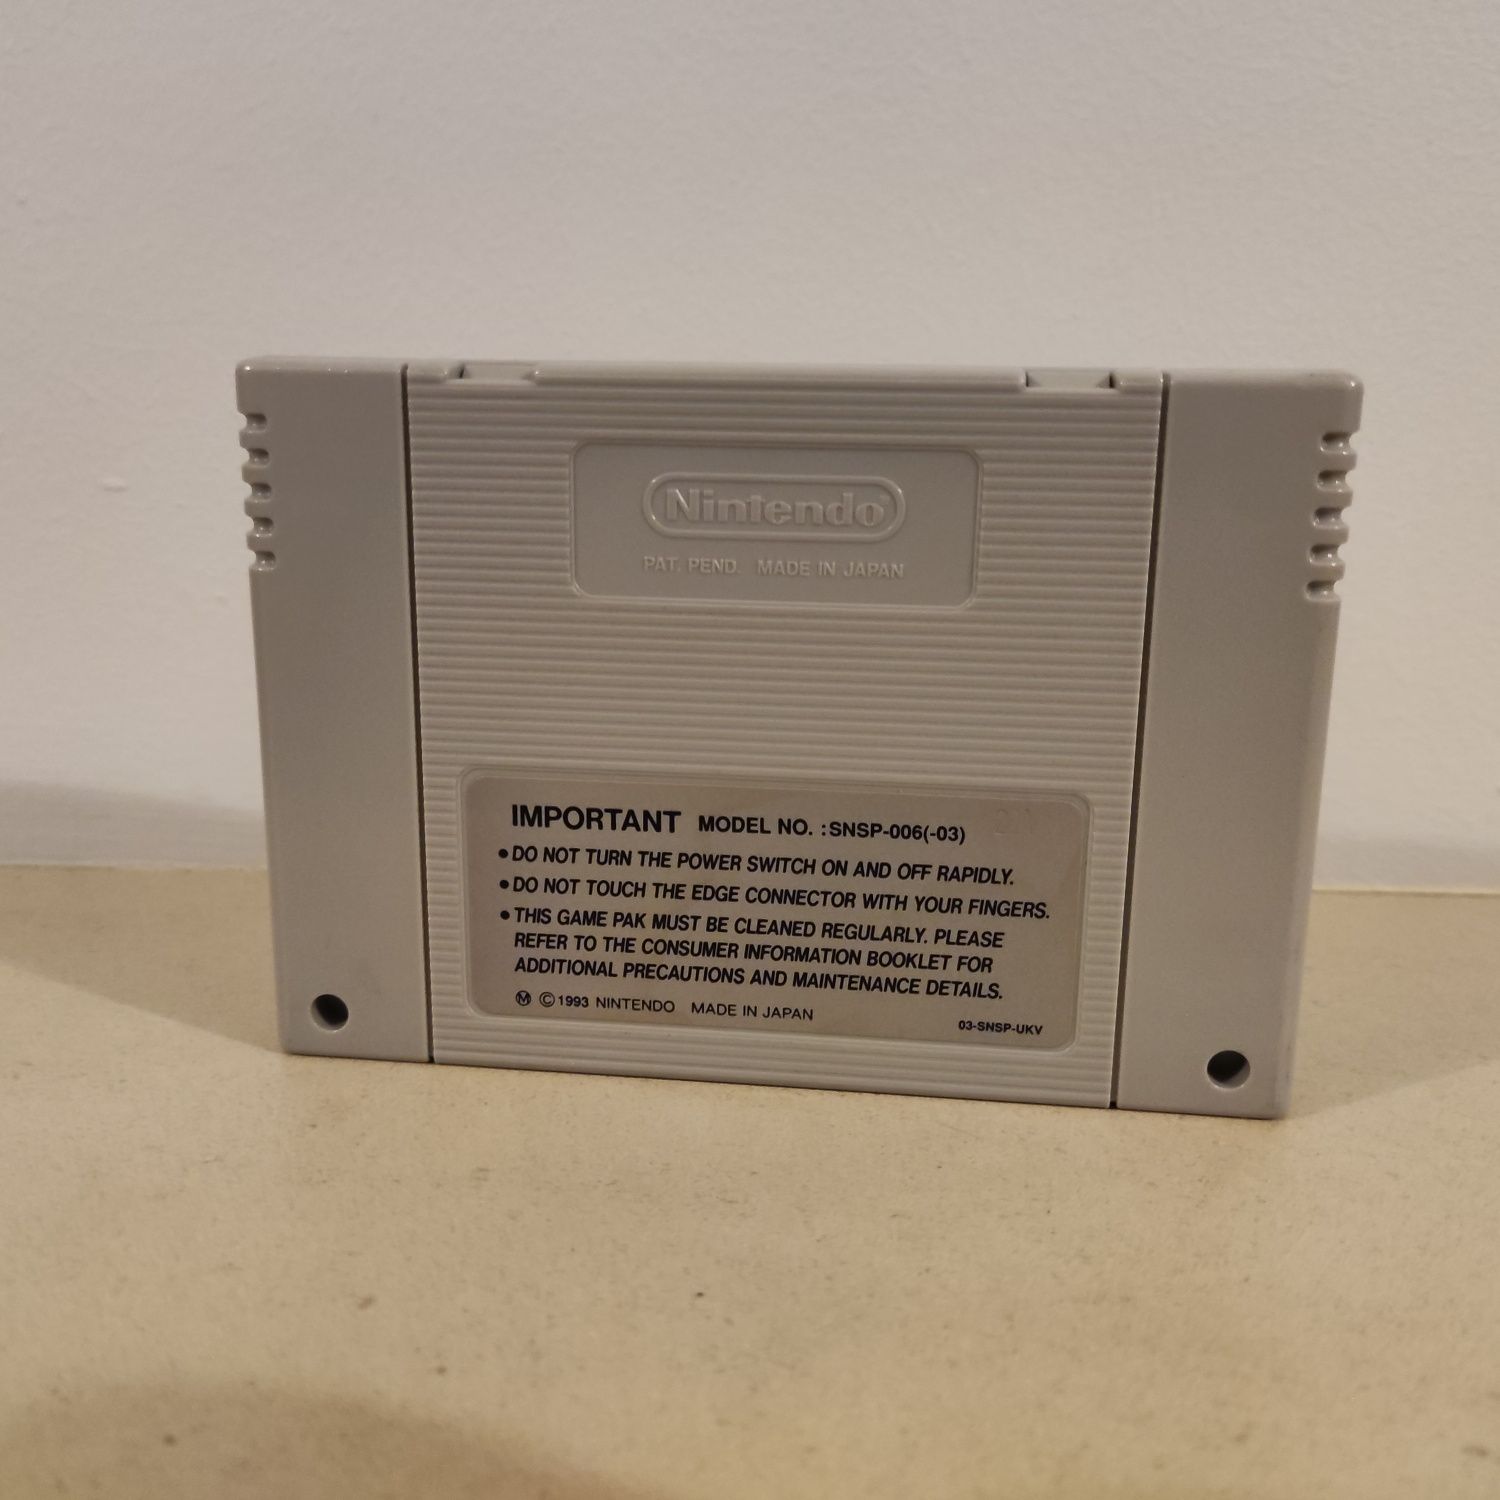 Nintendo
PAT. PEND. MADE IN JAPAN
IMPORTANT MODEL NO. :SNSP-006(-03)
•DO NOT TURN THE POWER SWITCH ON AND OFF RAPIDLY.
•DO NOT TOUCH THE EDGE CONNECTOR WITH YOUR FINGERS.
•THIS GAME PAK MUST BE CLEANED REGULARLY. PLEASE
REFER TO THE CONSUMER INFORMATION BOOKLET FOR
ADDITIONAL PRECAUTIONS AND MAINTENANCE DETAILS.
Ⓜ ©1993 NINTENDO MADE IN JAPAN
03-SNSP-UKV